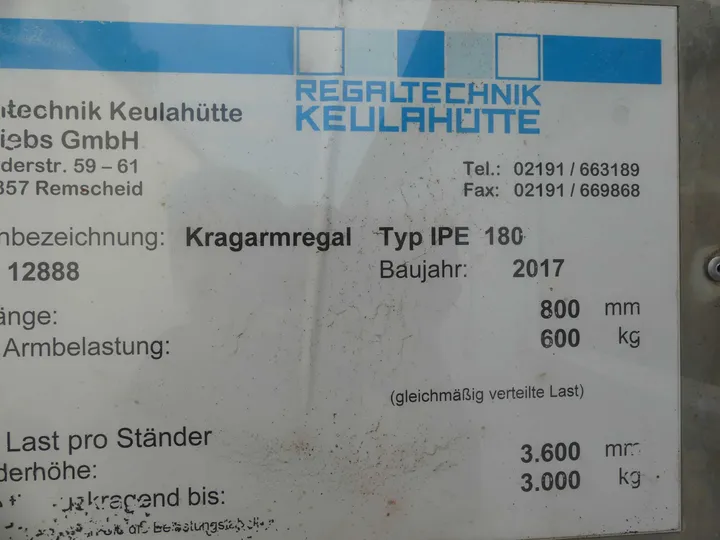 REGALTECHNIK
KEULAHÜTTE
technik Keulahütte
iebs GmbH
derstr. 59 – 61
357 Remscheid
Tel.: 02191 / 663189
Fax: 02191 / 669868
nbezeichnung: Kragarmregal Typ IPE 180
12888 Baujahr: 2017
änge: 800 mm
Armbelastung: 600 kg
(gleichmäßig verteilte Last)
Last pro Ständer 3.600 mm
derhöhe: 3.000 kg
kragend bis: